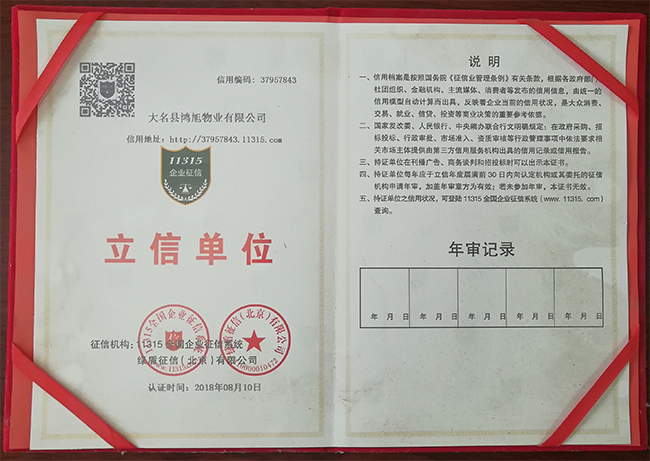 信用编码: 37957843
大名县鸿旭物业有限公司
信用地址: http://37957843.11315.com
11315
企业征信
立信单位
征信机构: 11315 全国企业征信系统
绿盾征信(北京)有限公司
认证时间: 2018年08月10日
说明
一、信用档案是按照国务院《征信业管理条例》有关条款，根据各政府部门、
社团组织、金融机构、主流媒体、消费者等发布的信用信息，由统一的
信用模型自动计算而出具，反映着企业当前的信用状况，是大众消费、
交易、就业、信贷、投资等商业决策的重要参考依据。
二、国家发改委、人民银行、中央编办联合行文明确规定：在政府采购、招
标投标、行政审批、市场准入、资质审核等行政管理事项中依法要求相
关市场主体提供由第三方信用服务机构出具的信用记录或信用报告。
三、持证单位在刊播广告、商务谈判和招投标时可以出示本证书。
四、持证单位每年应于立信年度届满前30日内向认定机构或其委托的征信
机构申请年审，加盖年审章方为有效；若未参加年审，本证书无效。
五、持证单位之信用状况，可登陆11315全国企业征信系统(www.11315.com)
查询。
年审记录
年 月 日 年 月 日 年 月 日 年 月 日 年 月 日